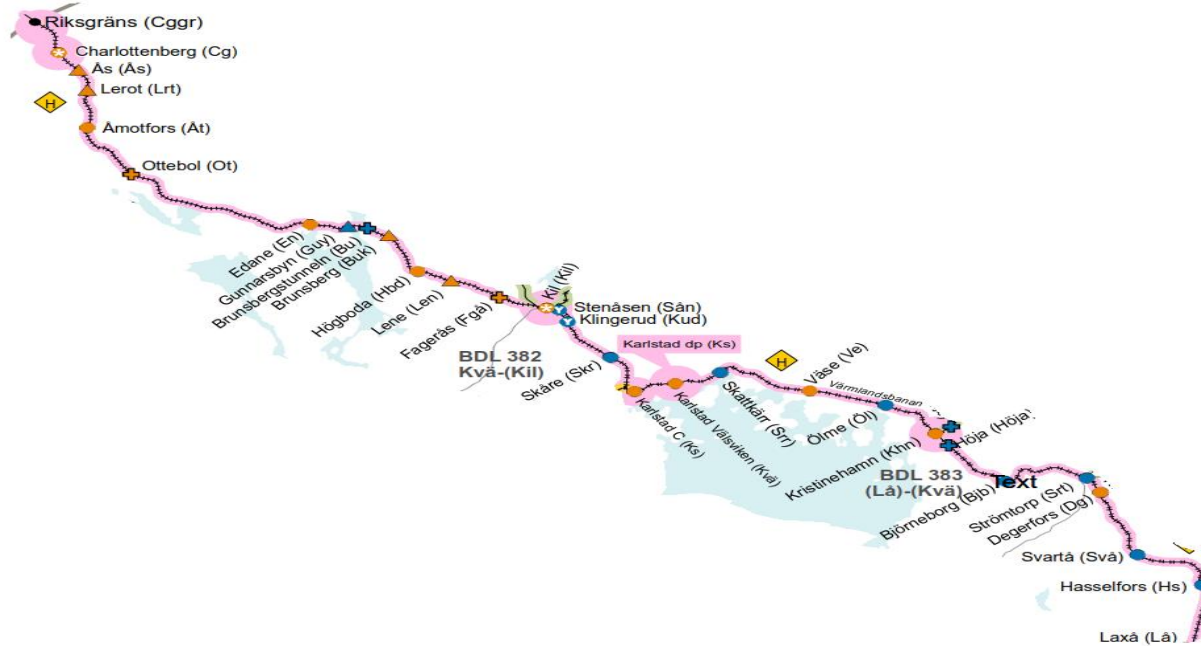 Riksgräns (Cggr)
Charlottenberg (Cg)
Ås (Ås)
Lerot (Lrt)
H
Åmotfors (Åt)
Ottebol (Ot)
Edane (En)
Gunnarsbyn (Guy)
Brunsbergstunneln (Bu)
Brunsberg (Buk)
Högboda (Hbd)
Lene (Len)
Fagerås (Fgå)
Kil (Kil)
Stenåsen (Sån)
Klingerud (Kud)
BDL 382
Kvä-(Kil)
Skåre (Skr)
Karlstad dp (Ks)
H
Karlstad C (Ks)
Karlstad Välsviken (Kvä)
Skattkärr (Srr)
Väse (Ve)
Värmlandsbanan
Ölme (Öl)
Kristinehamn (Khn)
Höja (Höja)
BDL 383
(Lå)-(Kvä)
Björneborg (Bjb)
Text
Strömtorp (Srt)
Degerfors (Dg)
Svartå (Svå)
Hasselfors (Hs)
Laxå (Lå)